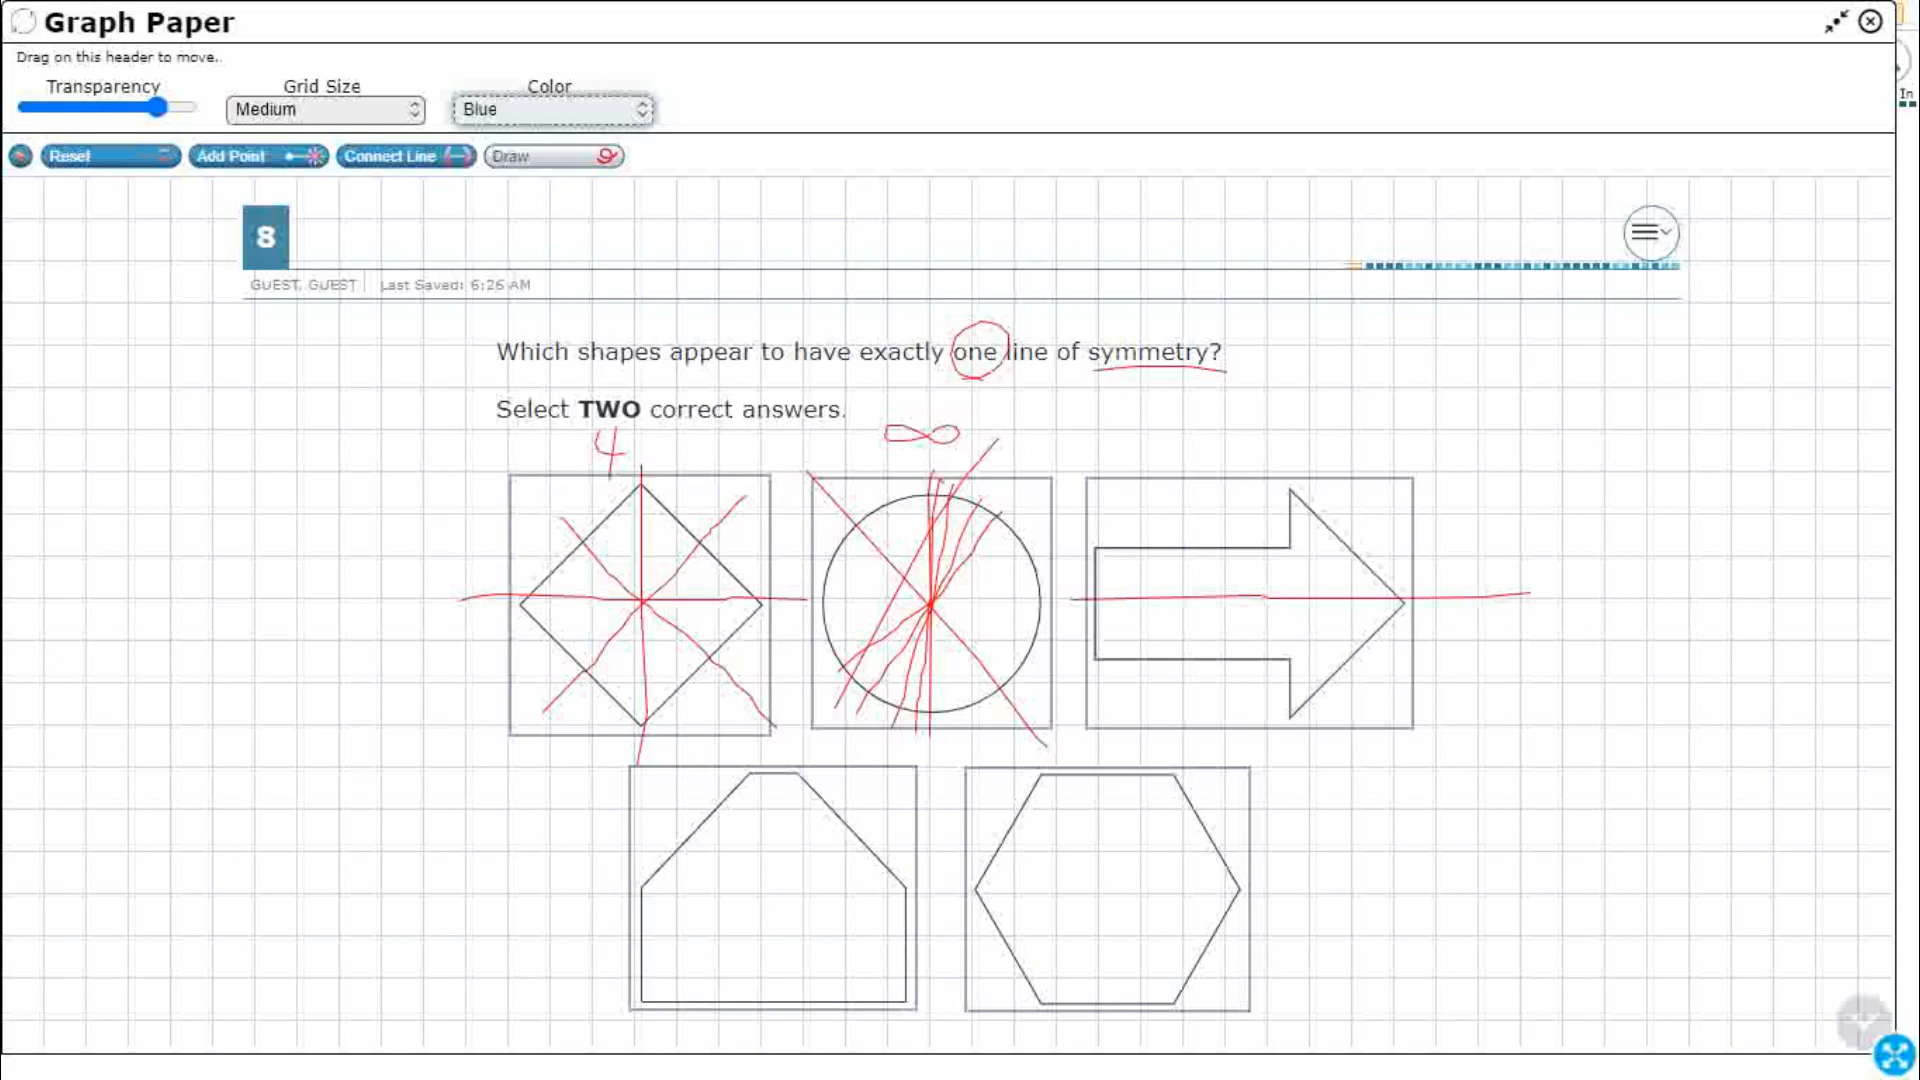 Graph Paper
Drag on this header to move..
Transparency
Grid Size
Color
Medium
Blue
Reset
Add Point
Connect Line
Draw
In
8
GUEST, GUEST
Last Saved: 6:26 AM
Which shapes appear to have exactly one line of symmetry?
Select TWO correct answers.
4
∞